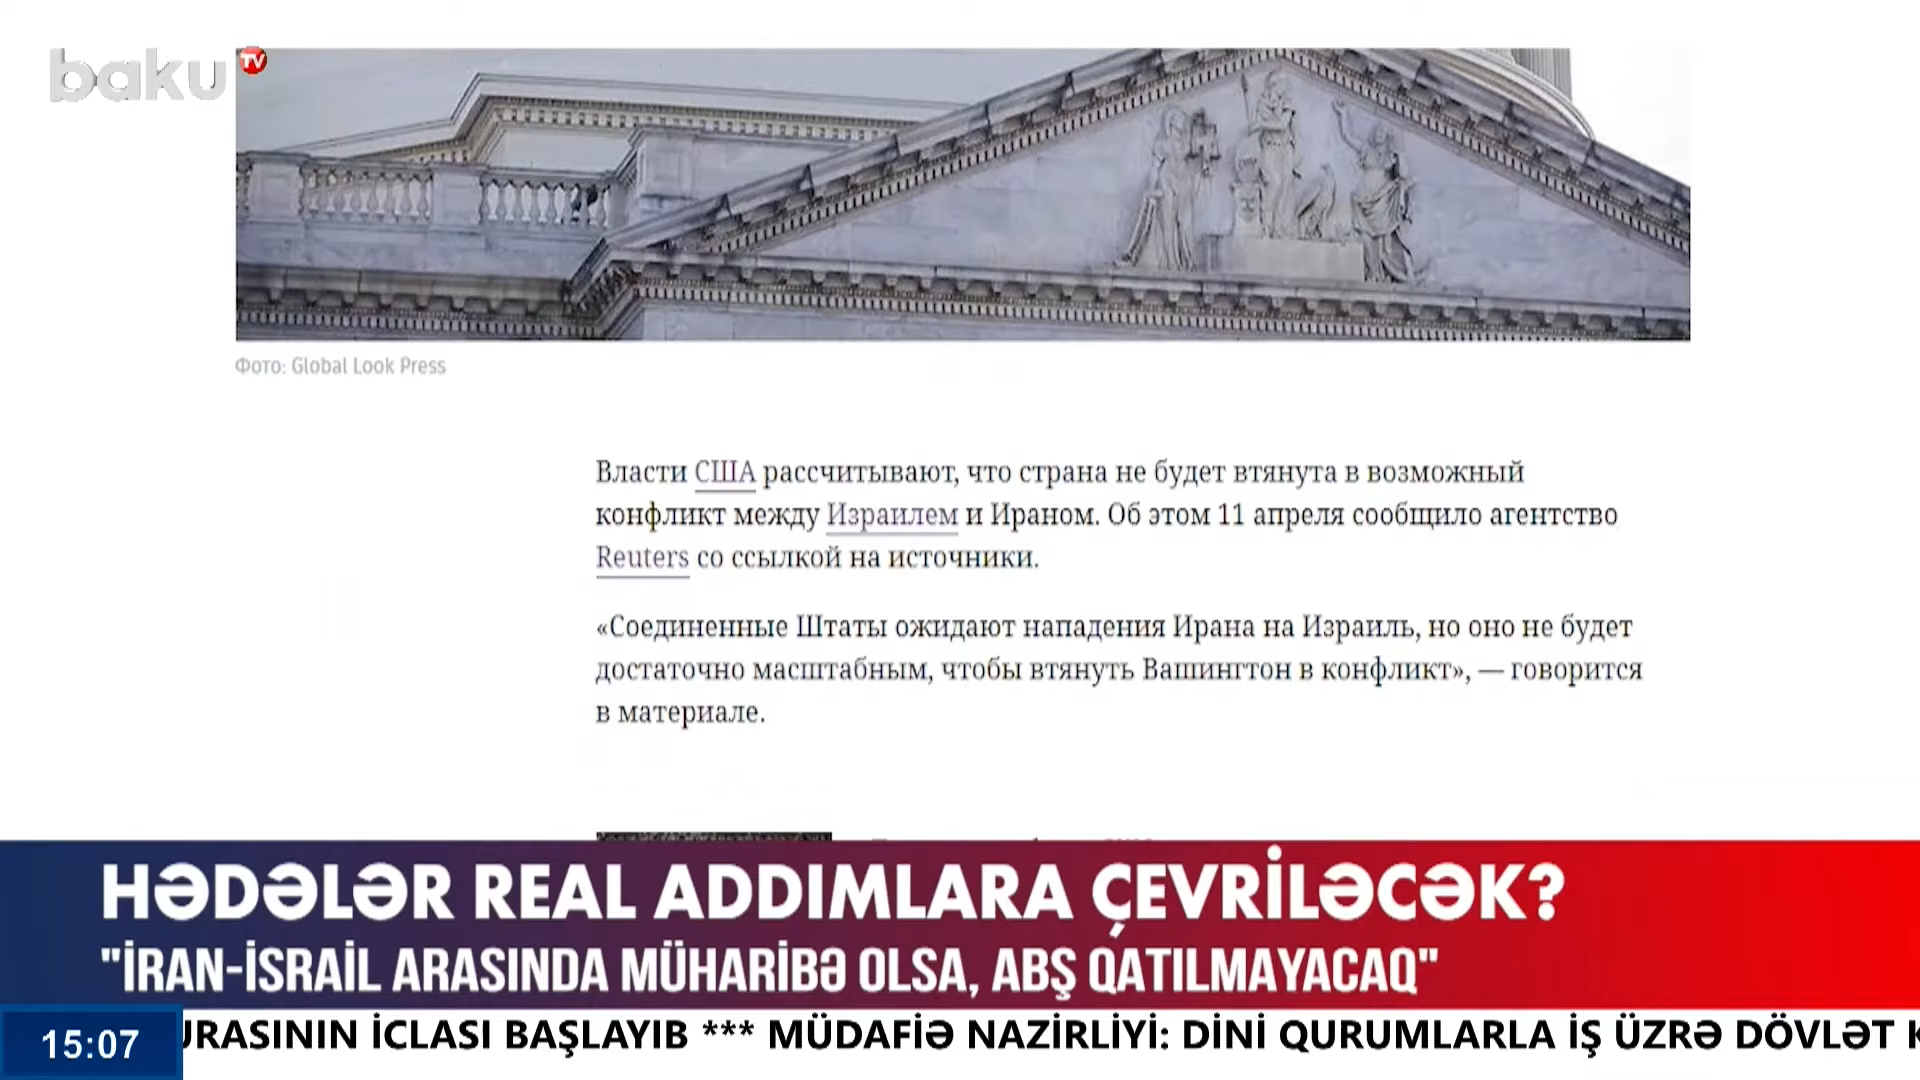 baku TV
Фото: Global Look Press
Власти США рассчитывают, что страна не будет втянута в возможный
конфликт между Израилем и Ираном. Об этом 11 апреля сообщило агентство
Reuters со ссылкой на источники.
«Соединенные Штаты ожидают нападения Ирана на Израиль, но оно не будет
достаточно масштабным, чтобы втянуть Вашингтон в конфликт», — говорится
в материале.
HƏDƏLƏR REAL ADDIMLARA ÇEVRİLƏCƏK?
"İRAN-İSRAİL ARASINDA MÜHARİBƏ OLSA, ABŞ QATILMAYACAQ"
15:07 URASININ İCLASI BAŞLAYIB *** MÜDAFİƏ NAZİRLİYİ: DİNİ QURUMLARLA İŞ ÜZRƏ DÖVLƏT K